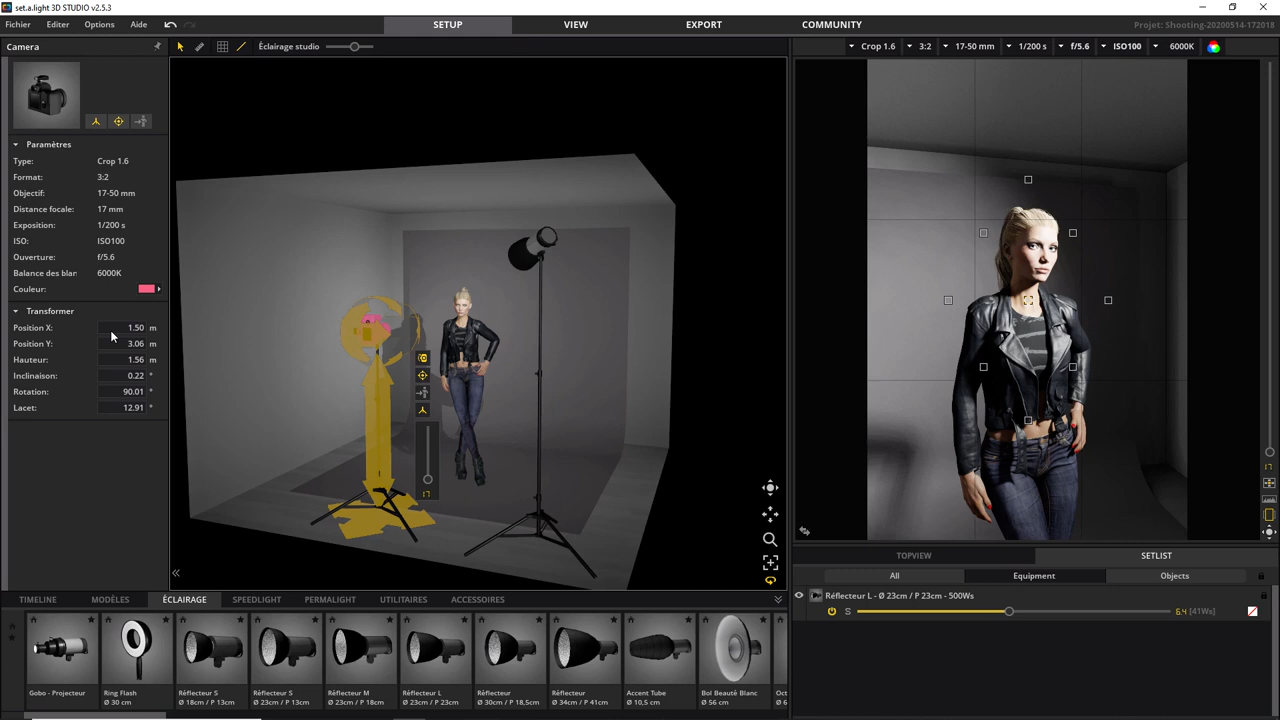 set.a.light 3D STUDIO v2.5.3
Fichier Editer Options Aide SETUP VIEW EXPORT COMMUNITY Projet: Shooting-20200514-172018
Camera
Éclairage studio
Crop 1.6 3:2 17-50 mm 1/200 s f/5.6 ISO100 6000K
Paramètres
Type: Crop 1.6
Format: 3:2
Objectif: 17-50 mm
Distance focale: 17 mm
Exposition: 1/200 s
ISO: ISO100
Ouverture: f/5.6
Balance des blar 6000K
Couleur:
Transformer
Position X: 1.50 m
Position Y: 3.06 m
Hauteur: 1.56 m
Inclinaison: 0.22 °
Rotation: 90.01 °
Lacet: 12.91 °
17
17
TOPVIEW SETLIST
All Equipment Objects
Réflecteur L - Ø 23cm / P 23cm - 500Ws
S 6.4 [41Ws]
TIMELINE MODÈLES ÉCLAIRAGE SPEEDLIGHT PERMALIGHT UTILITAIRES ACCESSOIRES
Gobo - Projecteur
Ring Flash
Ø 30 cm
Réflecteur S
Ø 18cm / P 13cm
Réflecteur S
Ø 23cm / P 13cm
Réflecteur M
Ø 23cm / P 18cm
Réflecteur L
Ø 23cm / P 23cm
Réflecteur
Ø 30cm / P 18,5cm
Réflecteur
Ø 34cm / P 41cm
Accent Tube
Ø 10,5 cm
Bol Beauté Blanc
Ø 56 cm
Oct
Ø 6